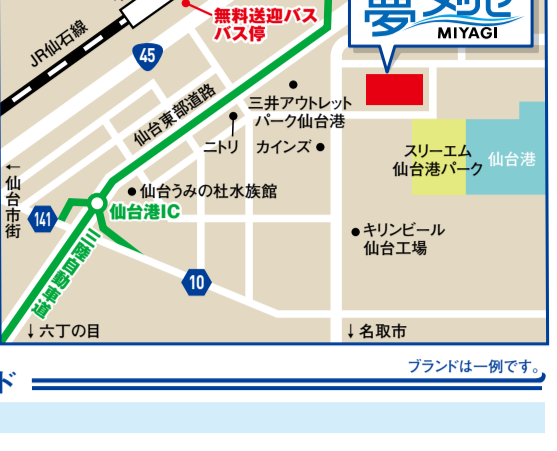 無料送迎バス
バス停
夢メッセ
MIYAGI
JR仙石線
45
仙台東部道路
三井アウトレット
パーク仙台港
ニトリ
カインズ
スリーエム
仙台港パーク
仙台港
←仙台市街
仙台うみの杜水族館
141
仙台港IC
キリンビール
仙台工場
三陸自動車道
10
↓六丁の目
↓名取市
ブランドは一例です。
ド